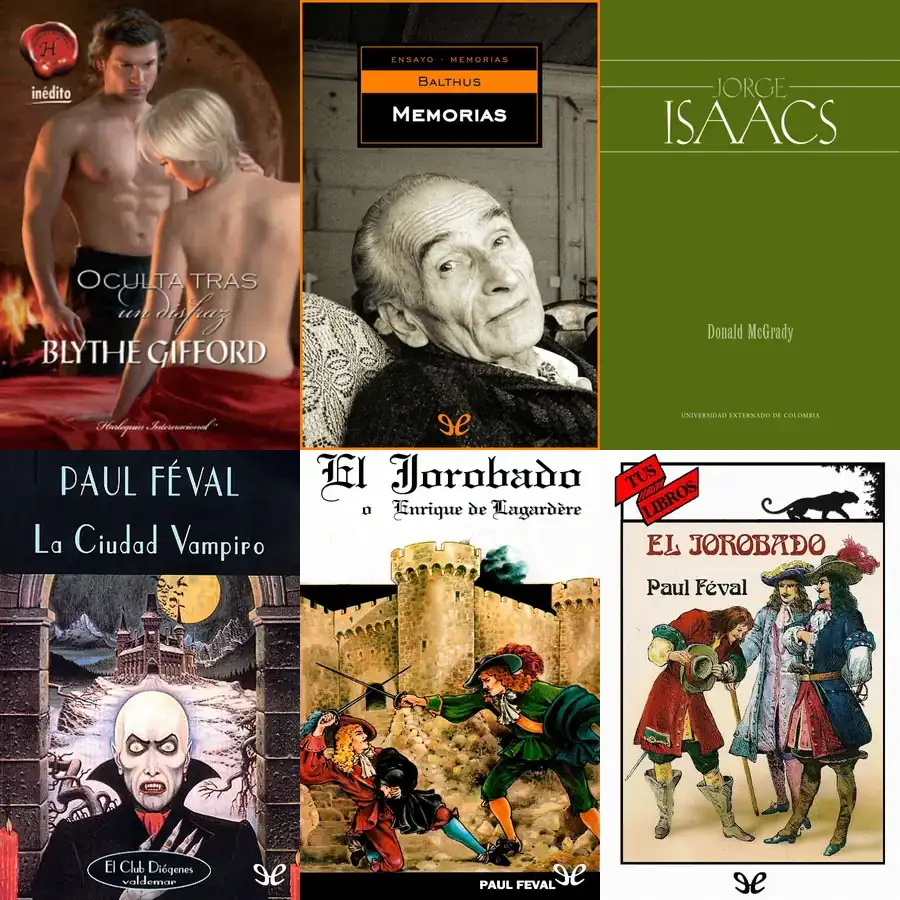 H
inédito
OCULTA TRAS
un disfraz
BLYTHE GIFFORD
Harlequin Internacional
ENSAYO · MEMORIAS
BALTHUS
MEMORIAS
JORGE
ISAACS
Donald McGrady
UNIVERSIDAD EXTERNADO DE COLOMBIA
PAUL FÉVAL
La Ciudad Vampiro
El Club Diógenes
valdemar
El Jorobado
o Enrique de Lagardère
PAUL FEVAL
TUS
LIBROS
EL JOROBADO
Paul Féval